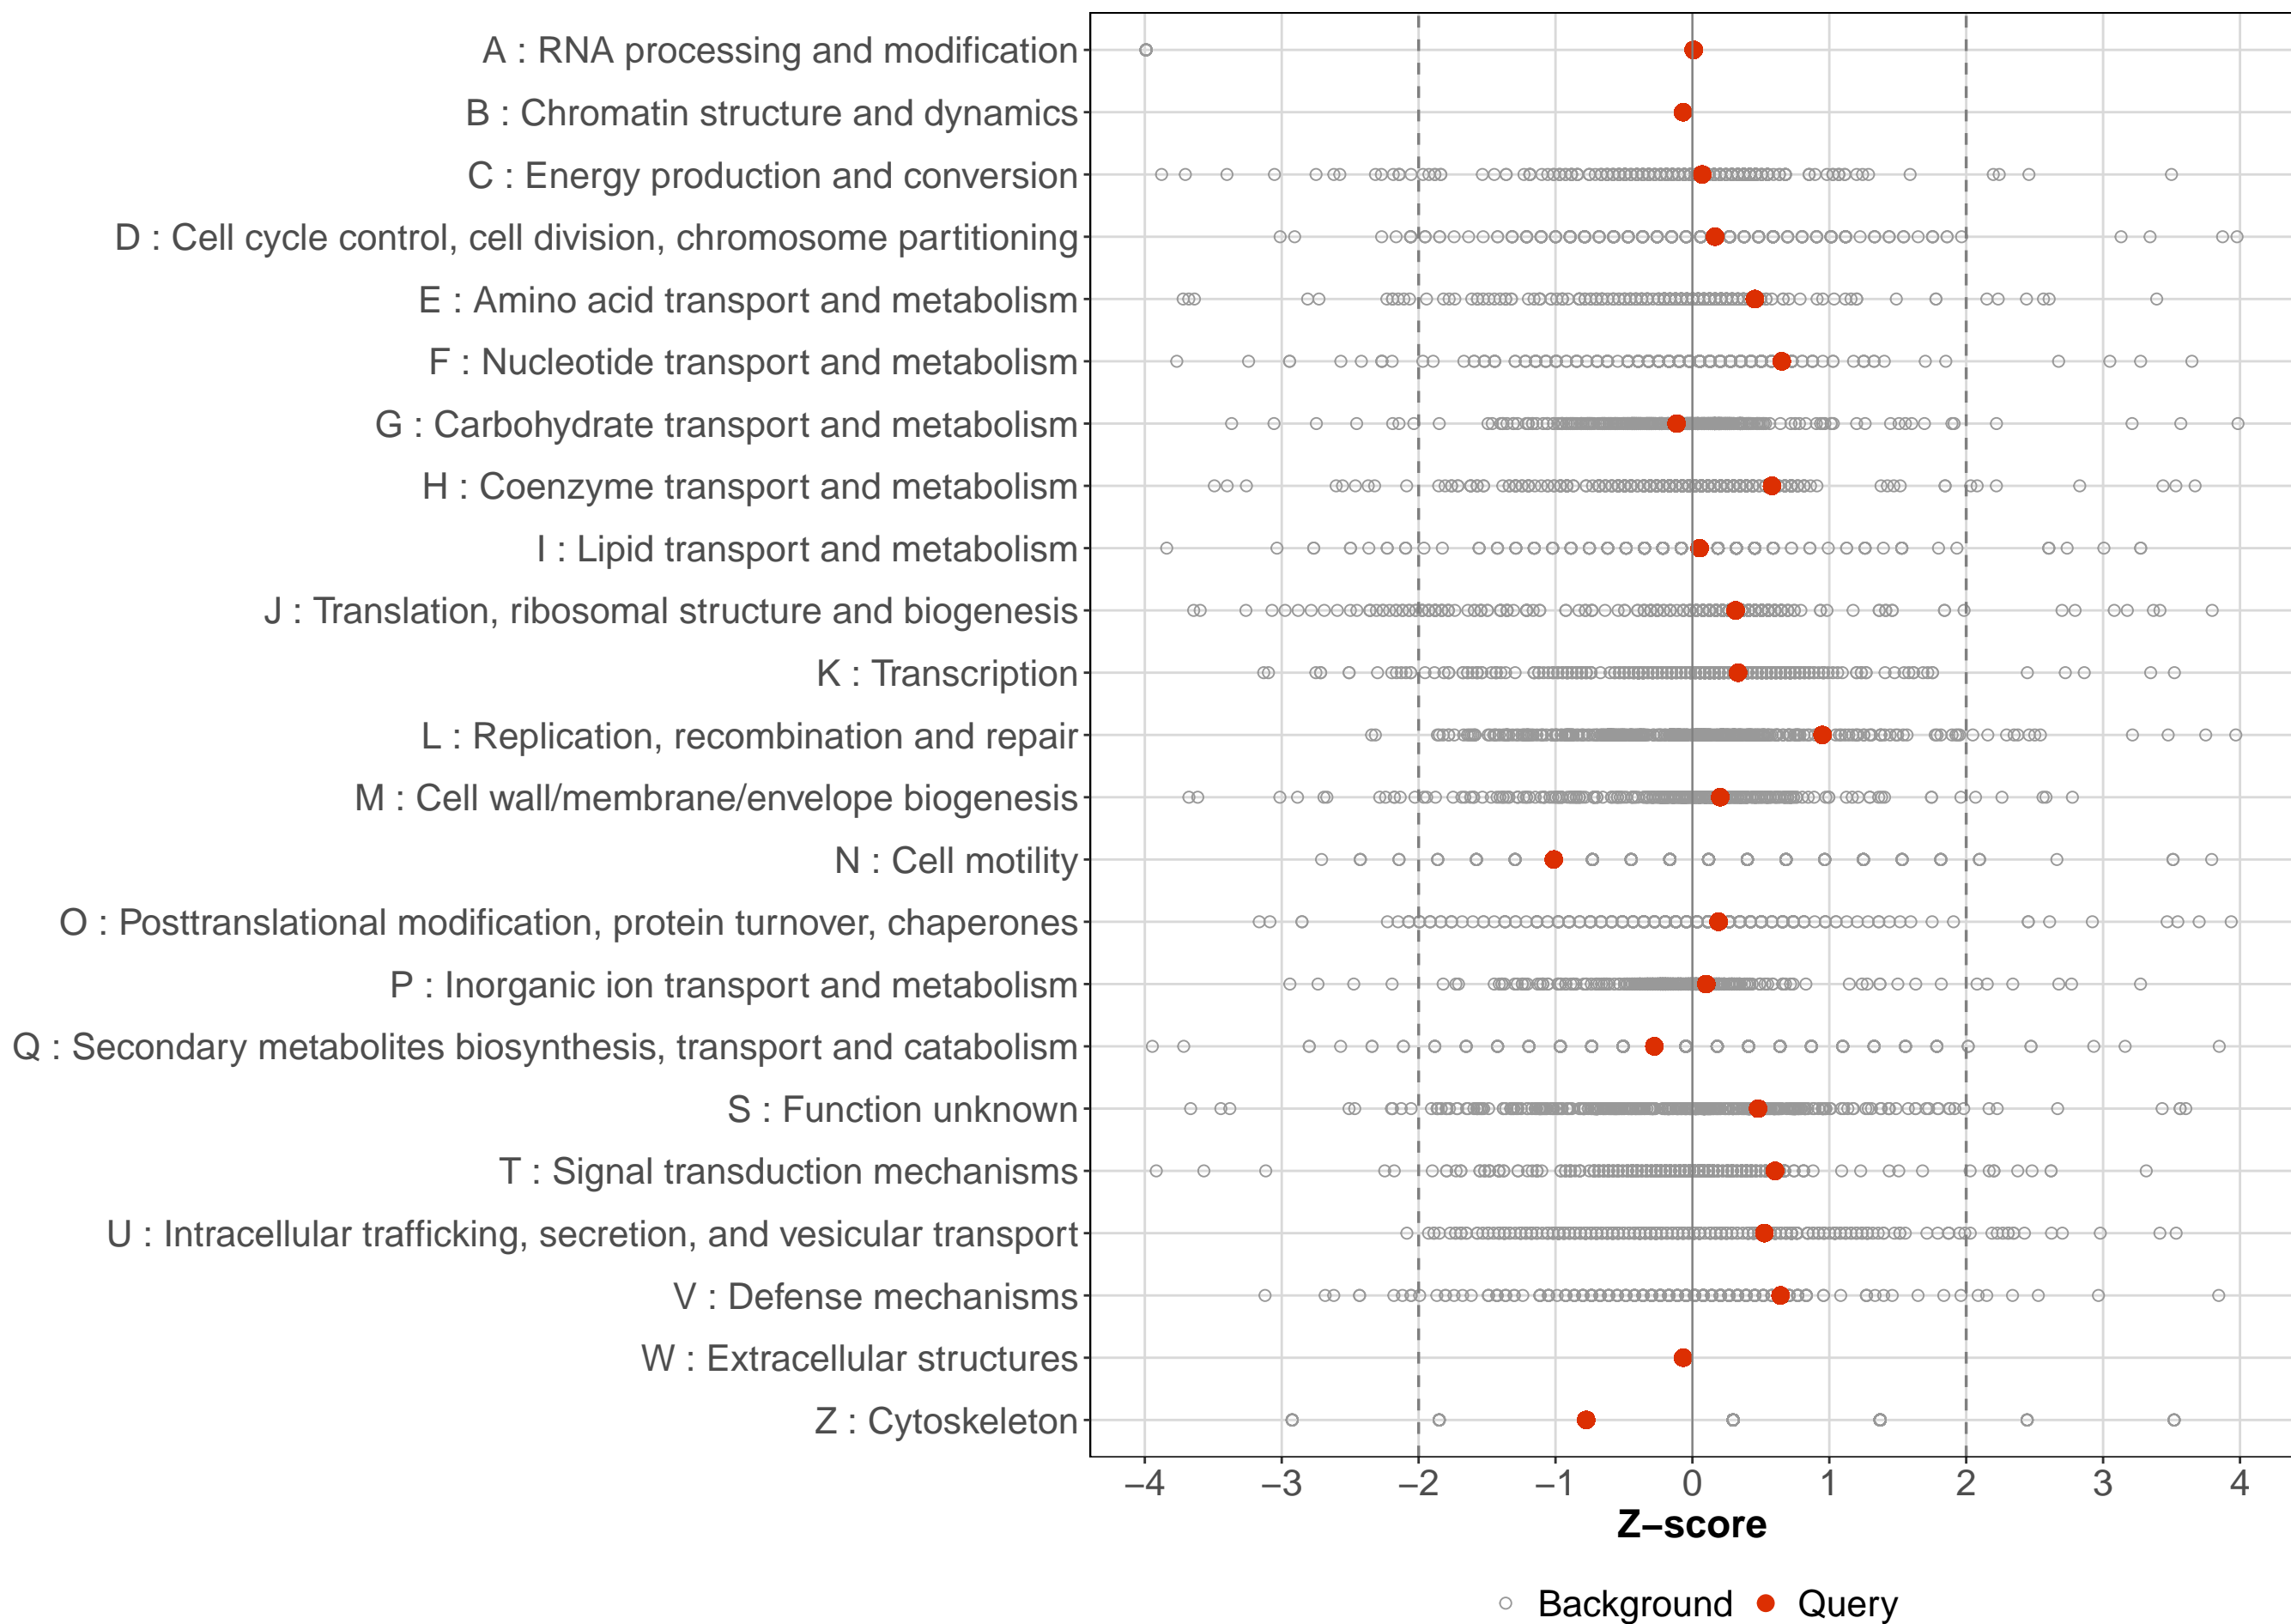 A : RNA processing and modification
B : Chromatin structure and dynamics
C : Energy production and conversion
D : Cell cycle control, cell division, chromosome partitioning
E : Amino acid transport and metabolism
F : Nucleotide transport and metabolism
G : Carbohydrate transport and metabolism
H : Coenzyme transport and metabolism
I : Lipid transport and metabolism
J : Translation, ribosomal structure and biogenesis
K : Transcription
L : Replication, recombination and repair
M : Cell wall/membrane/envelope biogenesis
N : Cell motility
O : Posttranslational modification, protein turnover, chaperones
P : Inorganic ion transport and metabolism
Q : Secondary metabolites biosynthesis, transport and catabolism
S : Function unknown
T : Signal transduction mechanisms
U : Intracellular trafficking, secretion, and vesicular transport
V : Defense mechanisms
W : Extracellular structures
Z : Cytoskeleton
−4 −3 −2 −1 0 1 2 3 4
Z−score
Background Query